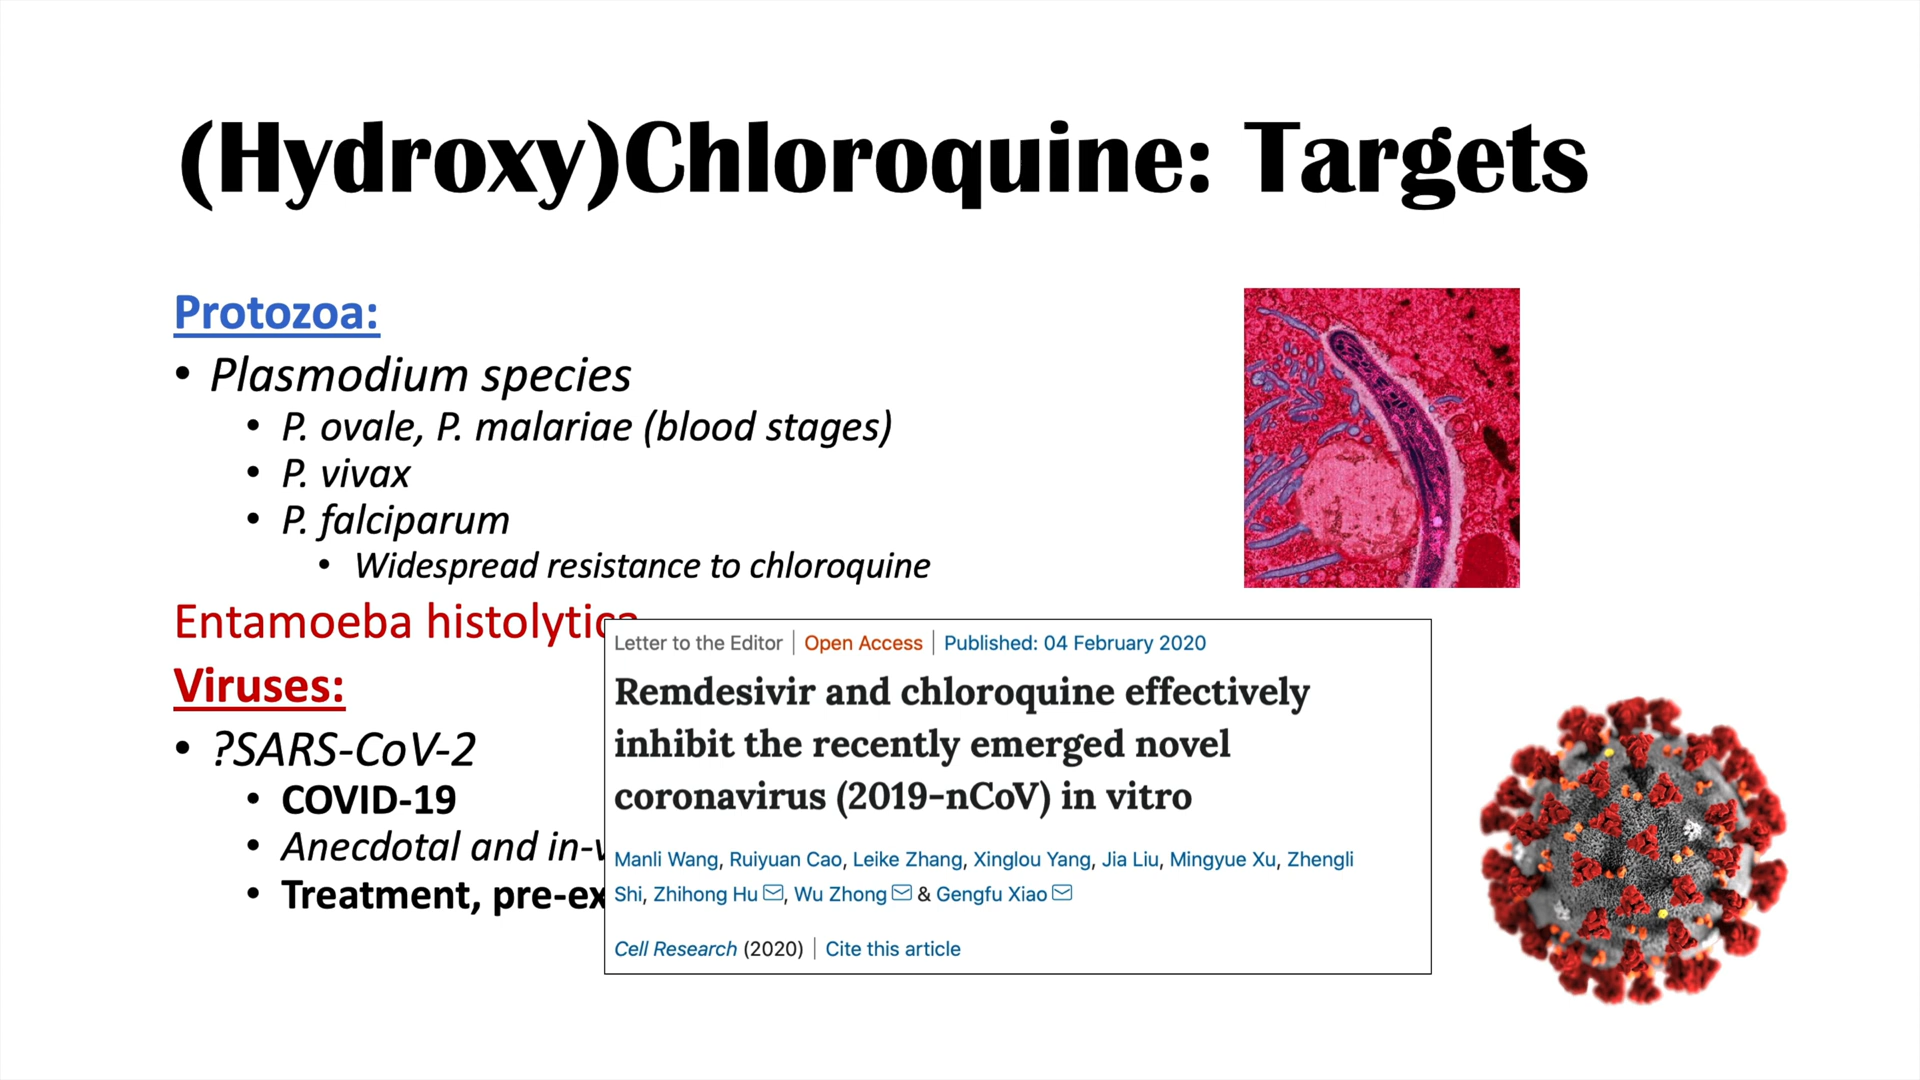 (Hydroxy)Chloroquine: Targets
Protozoa:
• Plasmodium species
• P. ovale, P. malariae (blood stages)
• P. vivax
• P. falciparum
• Widespread resistance to chloroquine
Entamoeba histolytica
Viruses:
• ?SARS-CoV-2
• COVID-19
• Anecdotal and in-v
• Treatment, pre-ex
Letter to the Editor | Open Access | Published: 04 February 2020
Remdesivir and chloroquine effectively
inhibit the recently emerged novel
coronavirus (2019-nCoV) in vitro
Manli Wang, Ruiyuan Cao, Leike Zhang, Xinglou Yang, Jia Liu, Mingyue Xu, Zhengli
Shi, Zhihong Hu, Wu Zhong & Gengfu Xiao
Cell Research (2020) | Cite this article